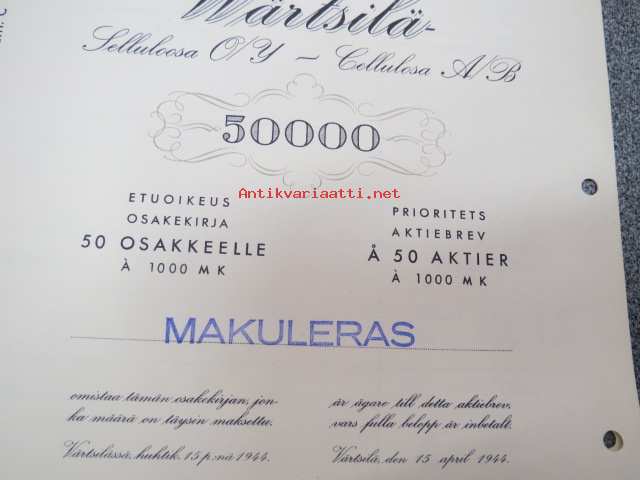 Wärtsilä-
Selluloosa O/Y — Cellulosa A/B
50000
Antikvariaatti.net
ETUOIKEUS
OSAKEKIRJA
50 OSAKKEELLE
À 1000 MK
PRIORITETS
AKTIEBREV
Å 50 AKTIER
À 1000 MK
MAKULERAS
omistaa tämän osakekirjan, jon-
ka määrä on täysin maksettu.
Värtsilässä, huhtik. 15 p:nä 1944.
är ägare till detta aktiebrev,
vars fulla belopp är inbetalt.
Värtsilä, den 15 april 1944.